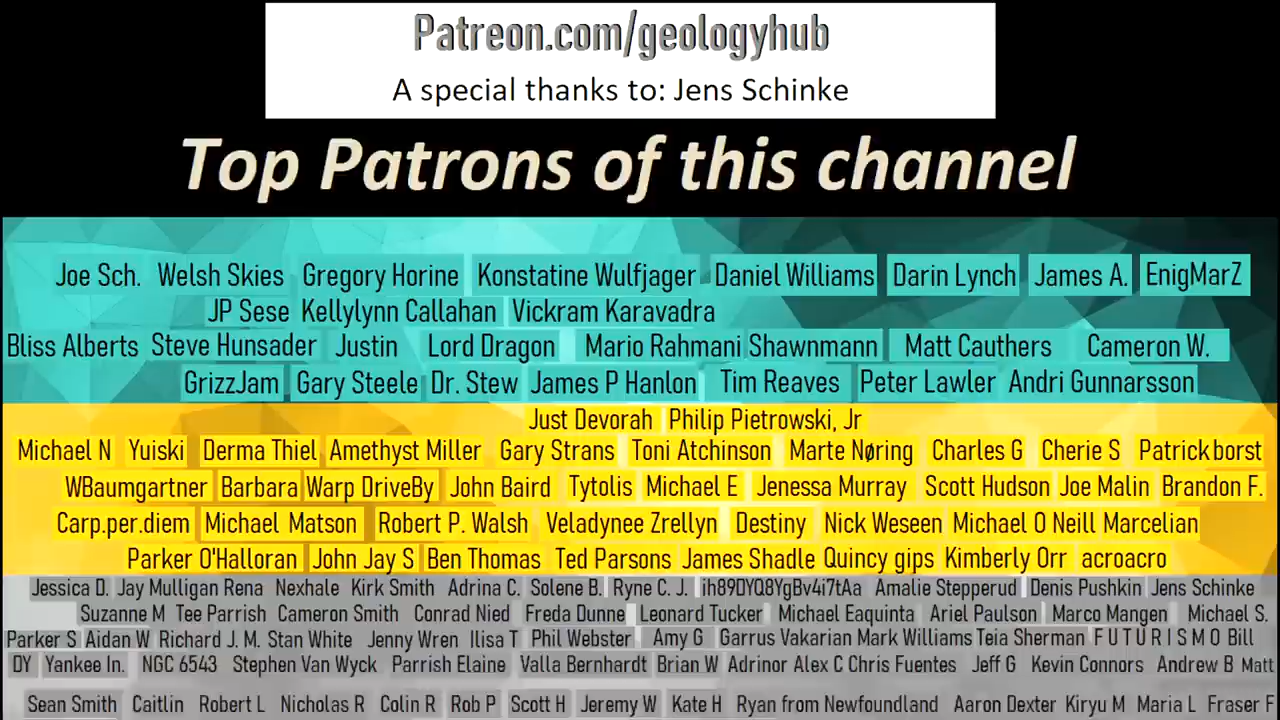 Patreon.com/geologyhub
A special thanks to: Jens Schinke
Top Patrons of this channel
Joe Sch. Welsh Skies Gregory Horine Konstatine Wulfjager Daniel Williams Darin Lynch James A. EnigMarZ
JP Sese Kellylynn Callahan Vickram Karavadra
Bliss Alberts Steve Hunsader Justin Lord Dragon Mario Rahmani Shawnmann Matt Cauthers Cameron W.
GrizzJam Gary Steele Dr. Stew James P Hanlon Tim Reaves Peter Lawler Andri Gunnarsson
Just Devorah Philip Pietrowski, Jr
Michael N Yuiski Derma Thiel Amethyst Miller Gary Strans Toni Atchinson Marte Nøring Charles G Cherie S Patrick borst
WBaumgartner Barbara Warp DriveBy John Baird Tytolis Michael E Jenessa Murray Scott Hudson Joe Malin Brandon F.
Carp.per.diem Michael Matson Robert P. Walsh Veladynee Zrellyn Destiny Nick Weseen Michael O Neill Marcelian
Parker O'Halloran John Jay S Ben Thomas Ted Parsons James Shadle Quincy gips Kimberly Orr acroacro
Jessica D. Jay Mulligan Rena Nexhale Kirk Smith Adrina C. Solene B. Ryne C. J. ih89DYQ8YgBv4i7tAa Amalie Stepperud Denis Pushkin Jens Schinke
Suzanne M Tee Parrish Cameron Smith Conrad Nied Freda Dunne Leonard Tucker Michael Eaquinta Ariel Paulson Marco Mangen Michael S.
Parker S Aidan W Richard J. M. Stan White Jenny Wren Ilisa T Phil Webster Amy G Garrus Vakarian Mark Williams Teia Sherman F U T U R I S M O Bill
DY Yankee In. NGC 6543 Stephen Van Wyck Parrish Elaine Valla Bernhardt Brian W Adrinor Alex C Chris Fuentes Jeff G Kevin Connors Andrew B Matt
Sean Smith Caitlin Robert L Nicholas R Colin R Rob P Scott H Jeremy W Kate H Ryan from Newfoundland Aaron Dexter Kiryu M Maria L Fraser F